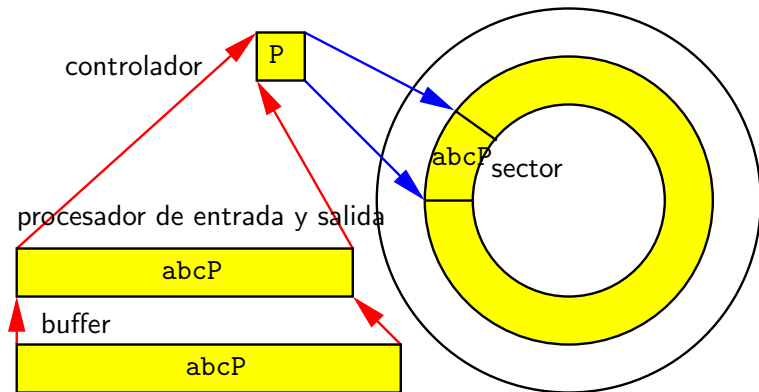 P
controlador
abcP
sector
procesador de entrada y salida
abcP
buffer
abcP